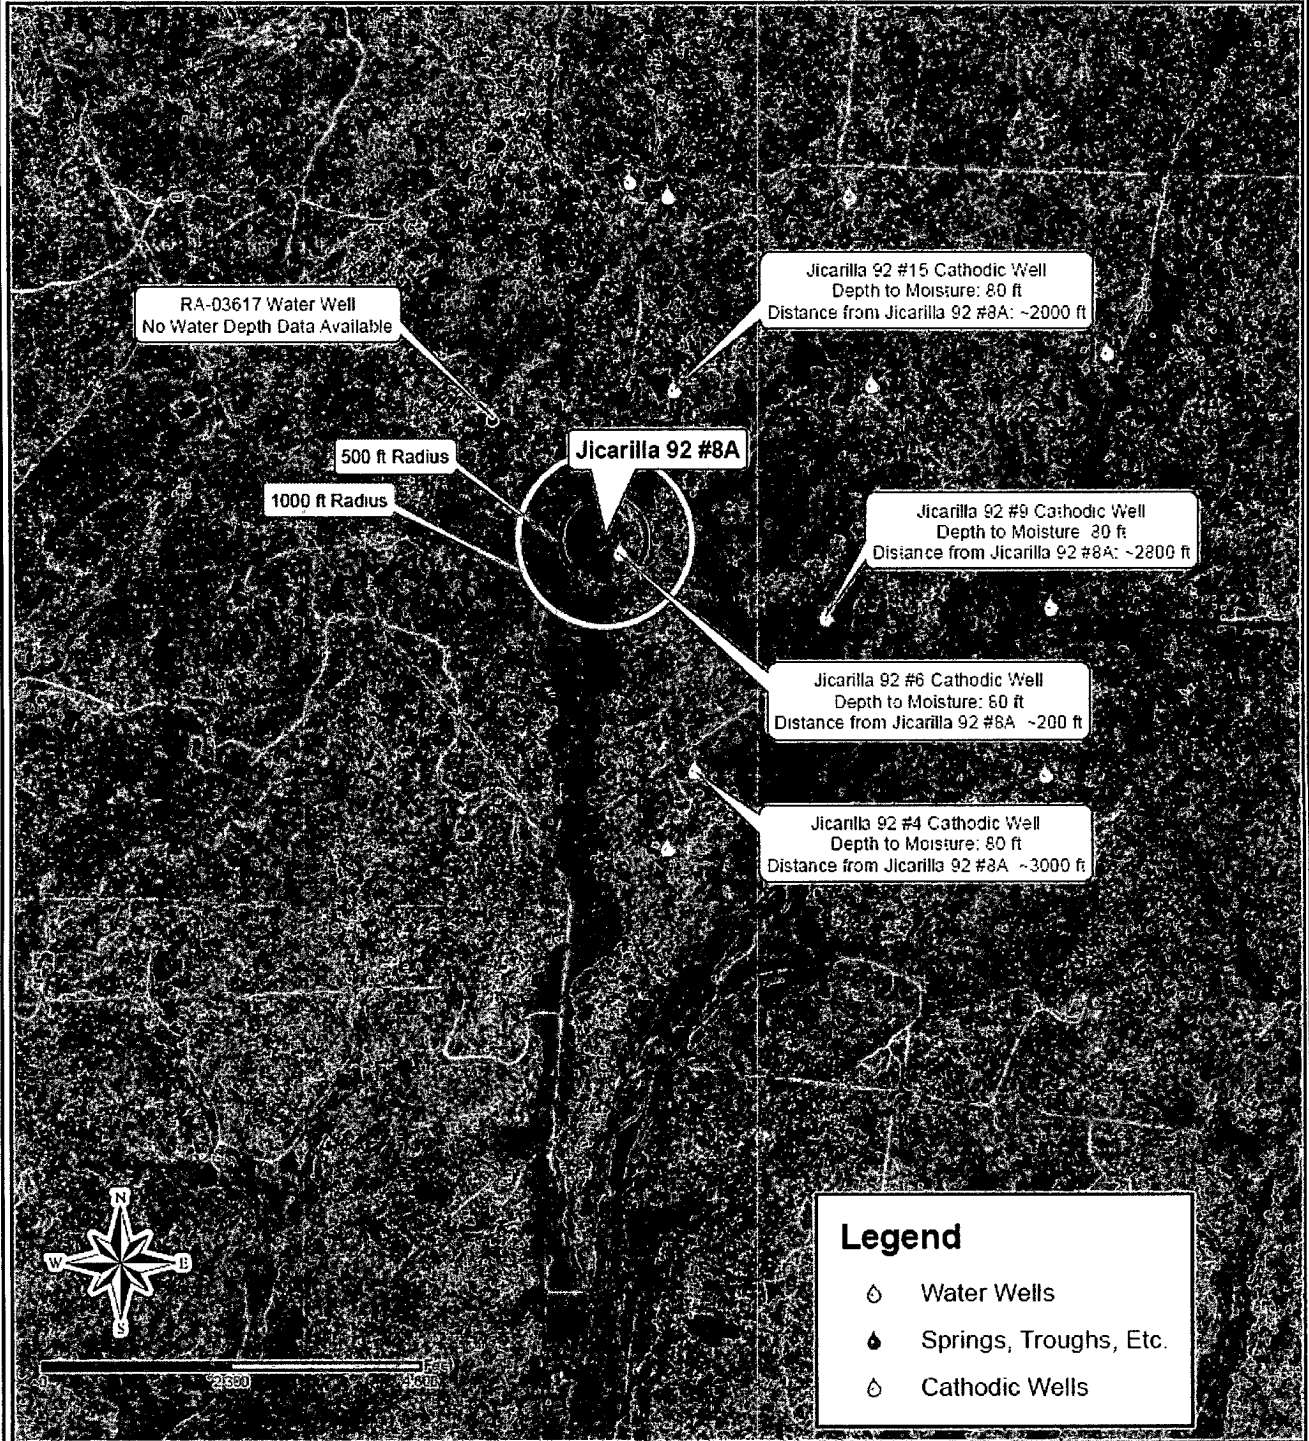 Jicarilla 92 #15 Cathodic Well
Depth to Moisture: 80 ft
Distance from Jicarilla 92 #8A: ~2000 ft
RA-03617 Water Well
No Water Depth Data Available
Jicarilla 92 #8A
500 ft Radius
1000 ft Radius
Jicarilla 92 #9 Cathodic Well
Depth to Moisture 80 ft
Distance from Jicarilla 92 #8A: ~2800 ft
Jicarilla 92 #6 Cathodic Well
Depth to Moisture: ft
Distance from Jicarilla 92 #8A ~200 ft
Jicarilla 92 #4 Cathodic Well
Depth to Moisture: 80 ft
Distance from Jicarilla 92 #8A ~3000 ft
N
W
E
S
0
Legend
Water Wells
Springs, Troughs, Etc.
Cathodic Wells